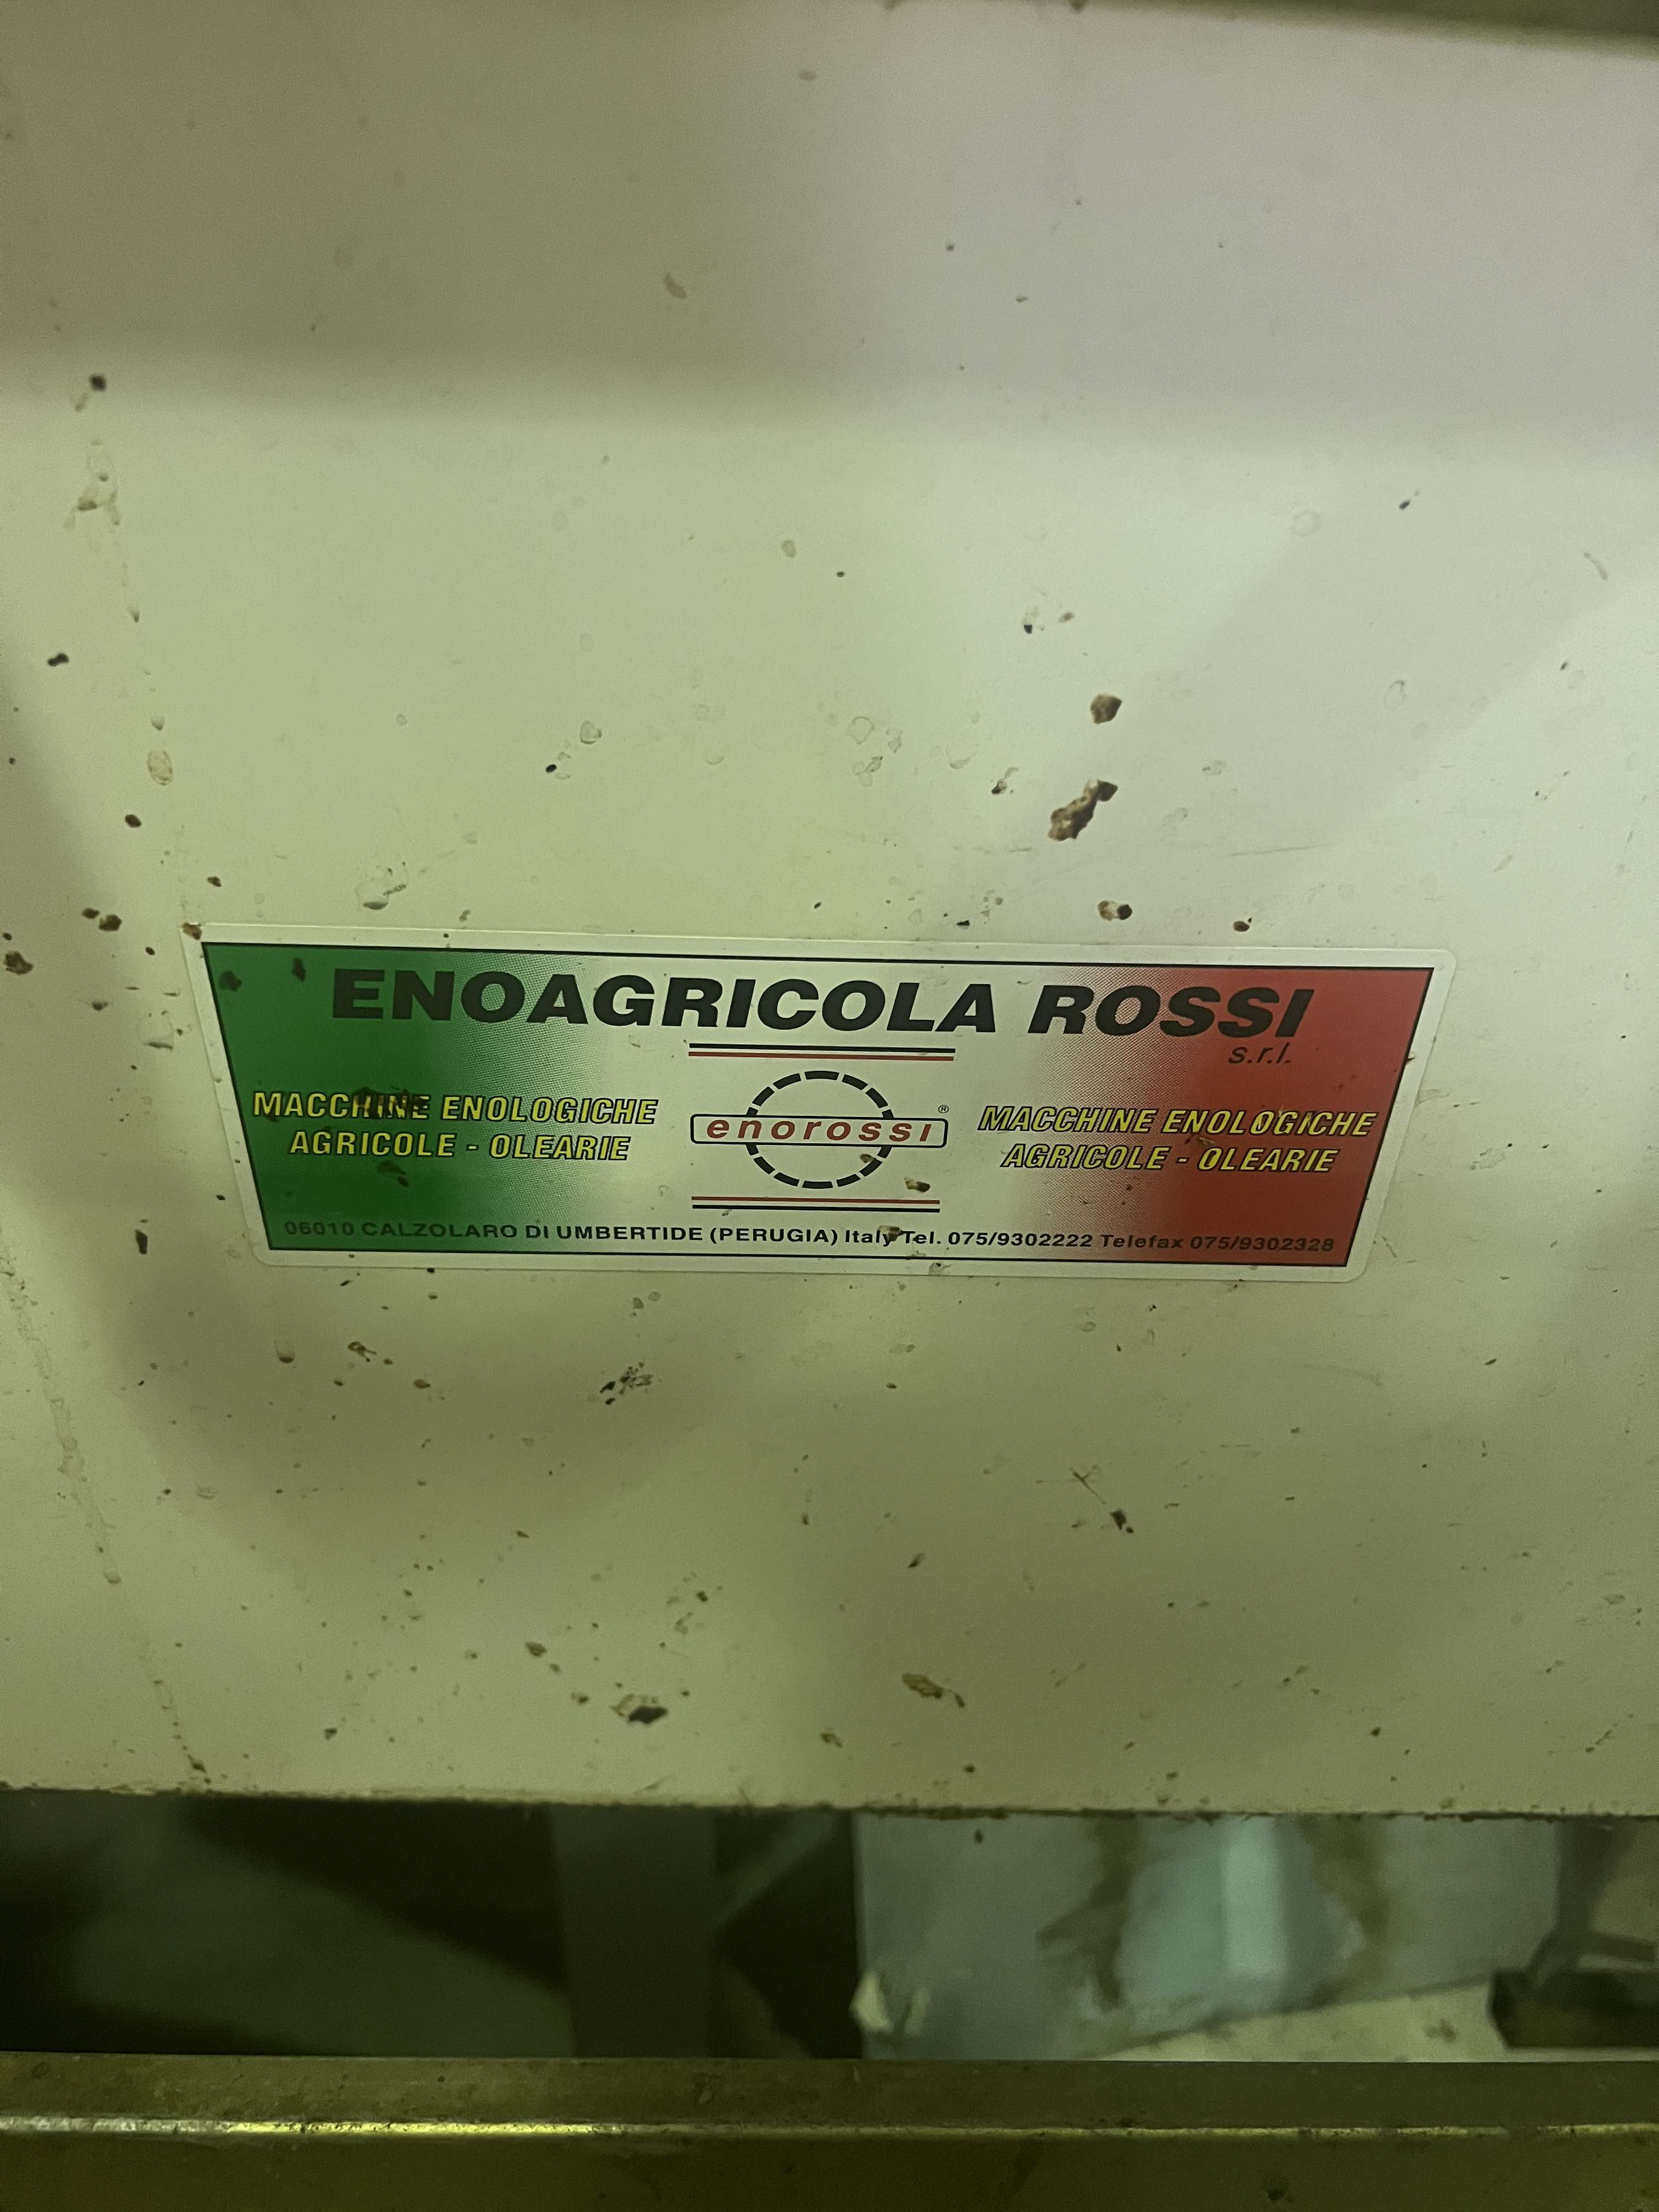 ENOAGRICOLA ROSSI
s.r.l.
MACCHINE ENOLOGICHE
AGRICOLE - OLEARIE
enorossi ®
MACCHINE ENOLOGICHE
AGRICOLE - OLEARIE
06010 CALZOLARO DI UMBERTIDE (PERUGIA) Italy Tel. 075/9302222 Telefax 075/9302328